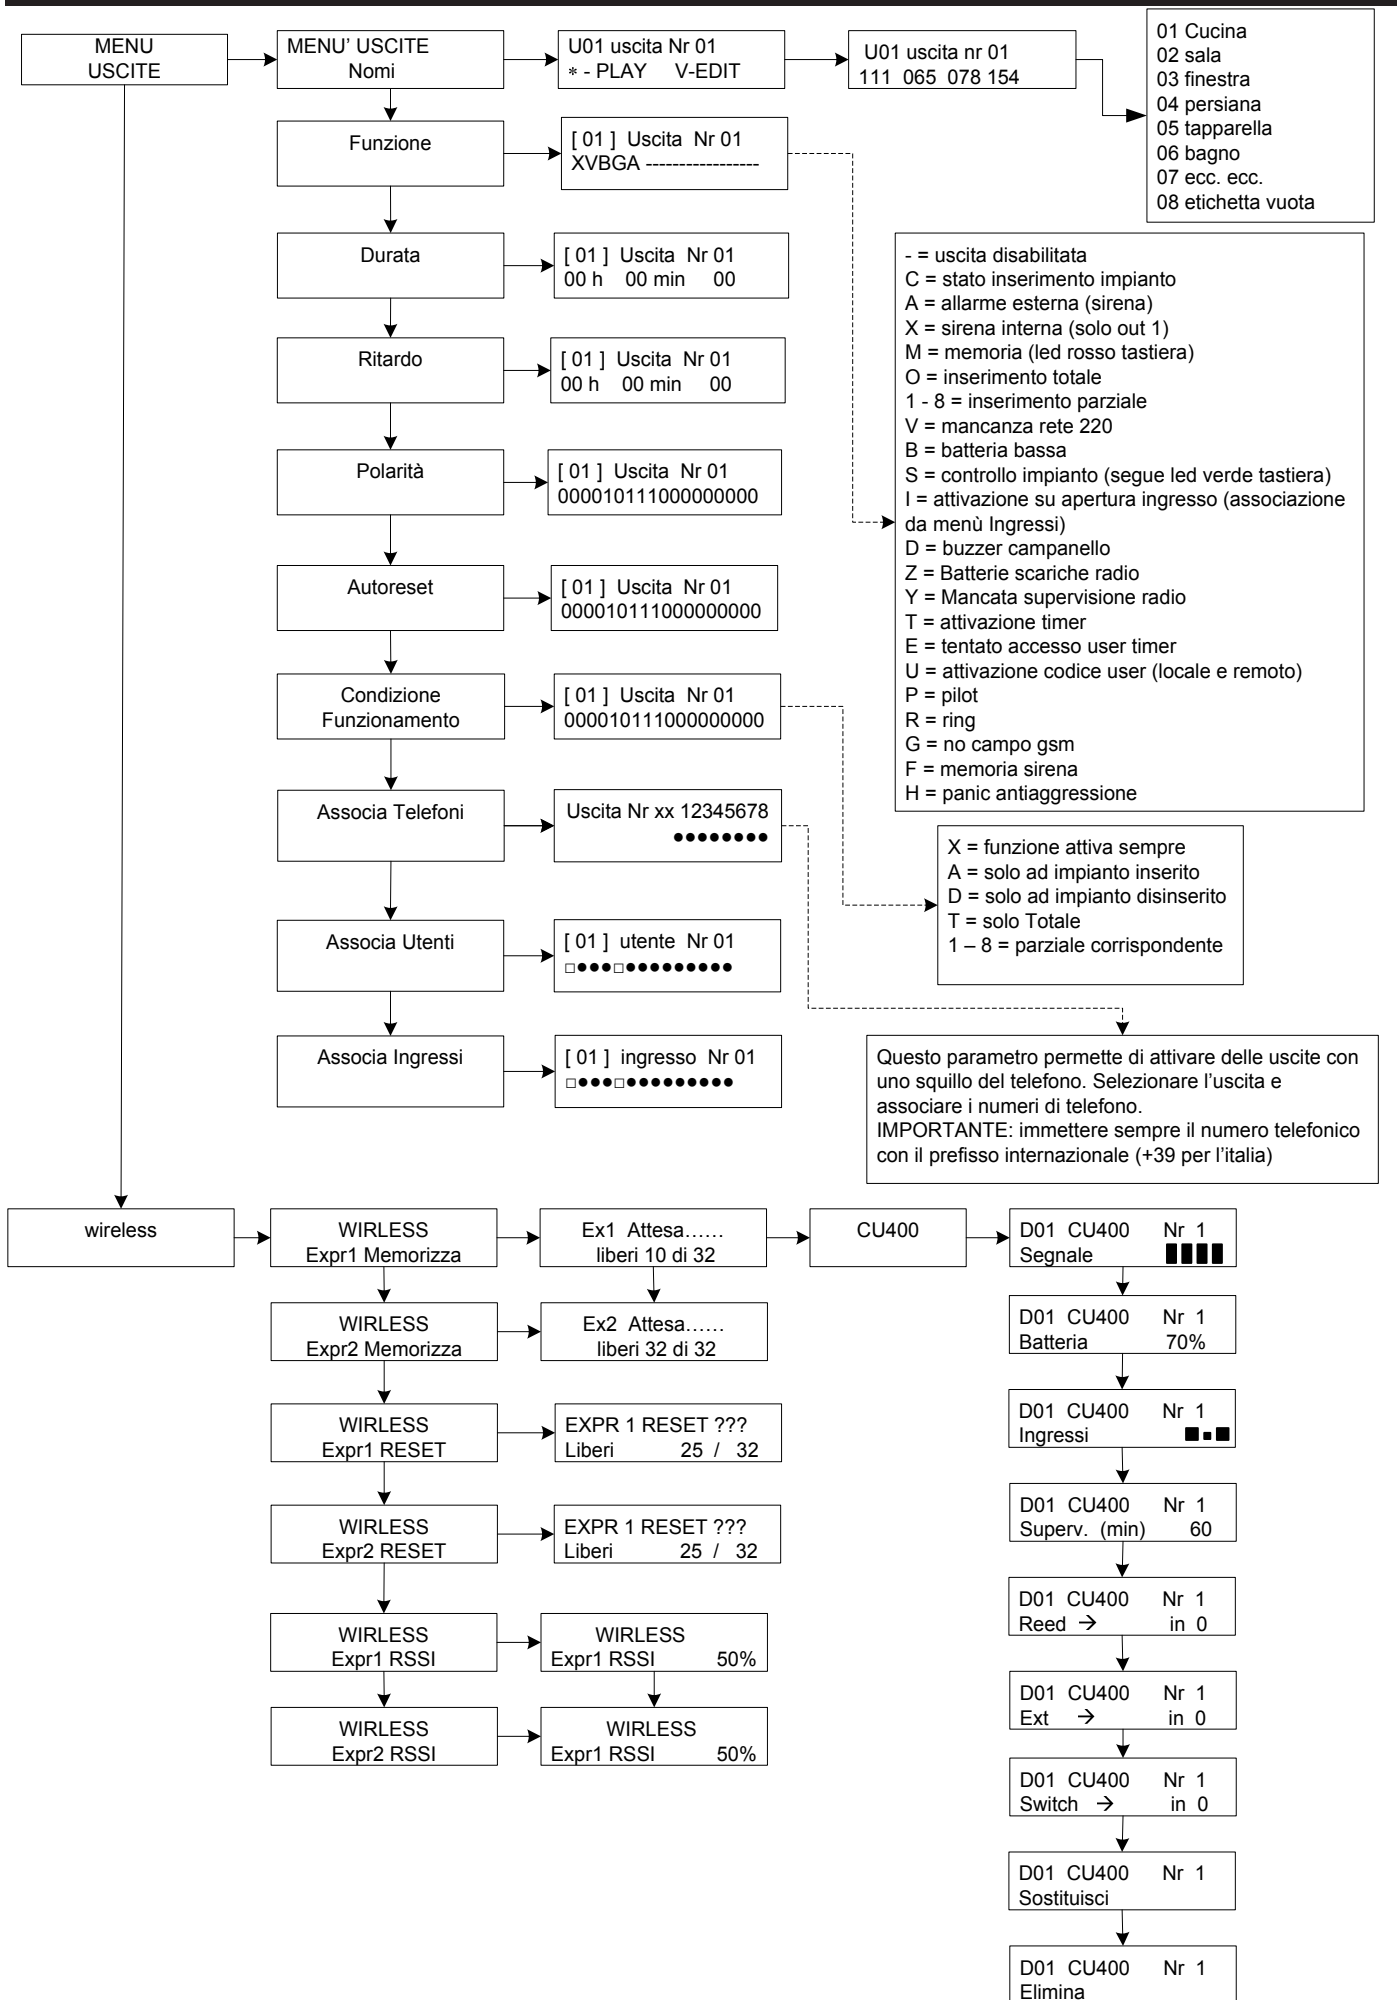 MENU
USCITE
MENU' USCITE
Nomi
U01 uscita Nr 01
* - PLAY V-EDIT
U01 uscita nr 01
111 065 078 154
01 Cucina
02 sala
03 finestra
04 persiana
05 tapparella
06 bagno
07 ecc. ecc.
08 etichetta vuota
Funzione
[ 01 ] Uscita Nr 01
XVBGA -----------------
Durata
[ 01 ] Uscita Nr 01
00 h 00 min 00
Ritardo
[ 01 ] Uscita Nr 01
00 h 00 min 00
Polarità
[ 01 ] Uscita Nr 01
000010111000000000
Autoreset
[ 01 ] Uscita Nr 01
000010111000000000
Condizione
Funzionamento
[ 01 ] Uscita Nr 01
000010111000000000
Associa Telefoni
Uscita Nr xx 12345678
●●●●●●●●
Associa Utenti
[ 01 ] utente Nr 01
□●●●□●●●●●●●●●
Associa Ingressi
[ 01 ] ingresso Nr 01
□●●●□●●●●●●●●●
- = uscita disabilitata
C = stato inserimento impianto
A = allarme esterna (sirena)
X = sirena interna (solo out 1)
M = memoria (led rosso tastiera)
O = inserimento totale
1 - 8 = inserimento parziale
V = mancanza rete 220
B = batteria bassa
S = controllo impianto (segue led verde tastiera)
I = attivazione su apertura ingresso (associazione
da menù Ingressi)
D = buzzer campanello
Z = Batterie scariche radio
Y = Mancata supervisione radio
T = attivazione timer
E = tentato accesso user timer
U = attivazione codice user (locale e remoto)
P = pilot
R = ring
G = no campo gsm
F = memoria sirena
H = panic antiaggressione
X = funzione attiva sempre
A = solo ad impianto inserito
D = solo ad impianto disinserito
T = solo Totale
1 – 8 = parziale corrispondente
Questo parametro permette di attivare delle uscite con
uno squillo del telefono. Selezionare l'uscita e
associare i numeri di telefono.
IMPORTANTE: immettere sempre il numero telefonico
con il prefisso internazionale (+39 per l'italia)
wireless
WIRLESS
Expr1 Memorizza
Ex1 Attesa......
liberi 10 di 32
CU400
D01 CU400 Nr 1
Segnale
WIRLESS
Expr2 Memorizza
Ex2 Attesa......
liberi 32 di 32
D01 CU400 Nr 1
Batteria 70%
WIRLESS
Expr1 RESET
EXPR 1 RESET ???
Liberi 25 / 32
D01 CU400 Nr 1
Ingressi
WIRLESS
Expr2 RESET
EXPR 1 RESET ???
Liberi 25 / 32
D01 CU400 Nr 1
Superv. (min) 60
WIRLESS
Expr1 RSSI
WIRLESS
Expr1 RSSI 50%
D01 CU400 Nr 1
Reed → in 0
WIRLESS
Expr2 RSSI
WIRLESS
Expr1 RSSI 50%
D01 CU400 Nr 1
Ext → in 0
D01 CU400 Nr 1
Switch → in 0
D01 CU400 Nr 1
Sostituisci
D01 CU400 Nr 1
Elimina